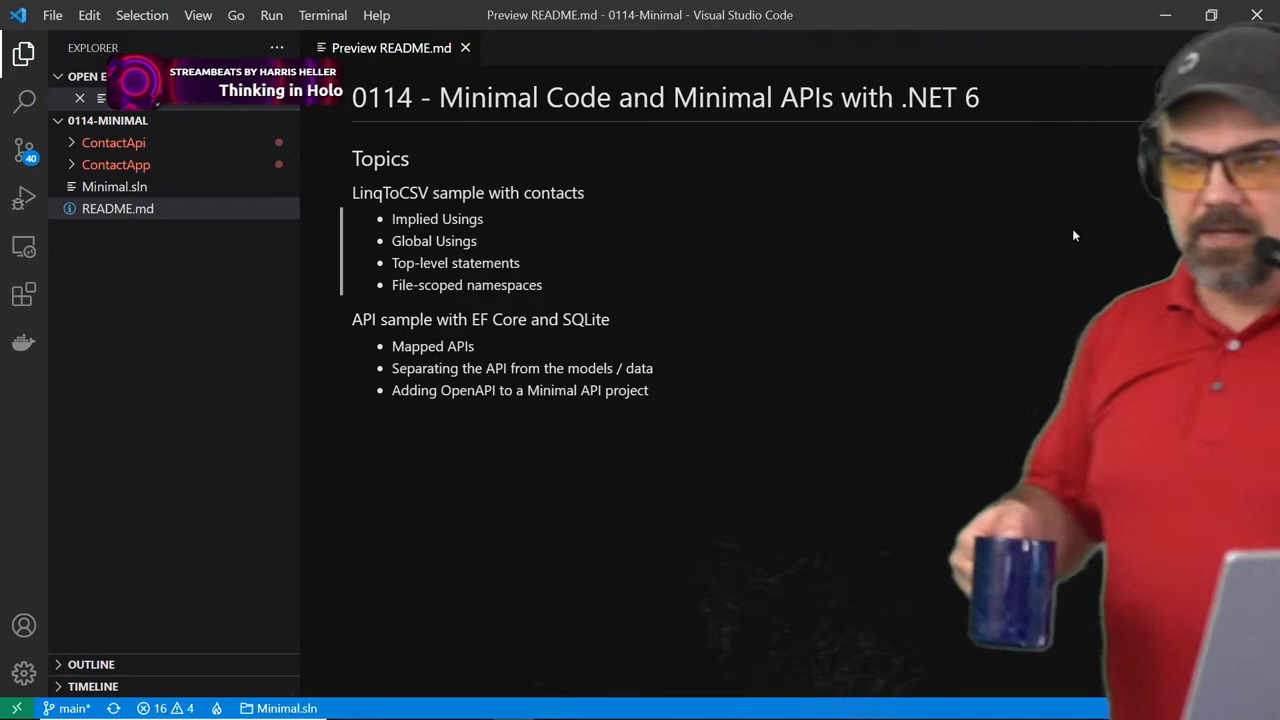 File Edit Selection View Go Run Terminal Help
Preview README.md - 0114-Minimal - Visual Studio Code
EXPLORER
Preview README.md
OPEN E
STREAMBEATS BY HARRIS HELLER
Thinking in Holo
0114-MINIMAL
ContactApi
ContactApp
Minimal.sln
README.md
40
0114 - Minimal Code and Minimal APIs with .NET 6
Topics
LinqToCSV sample with contacts
• Implied Usings
• Global Usings
• Top-level statements
• File-scoped namespaces
API sample with EF Core and SQLite
• Mapped APIs
• Separating the API from the models / data
• Adding OpenAPI to a Minimal API project
OUTLINE
TIMELINE
main* 16 4 Minimal.sln